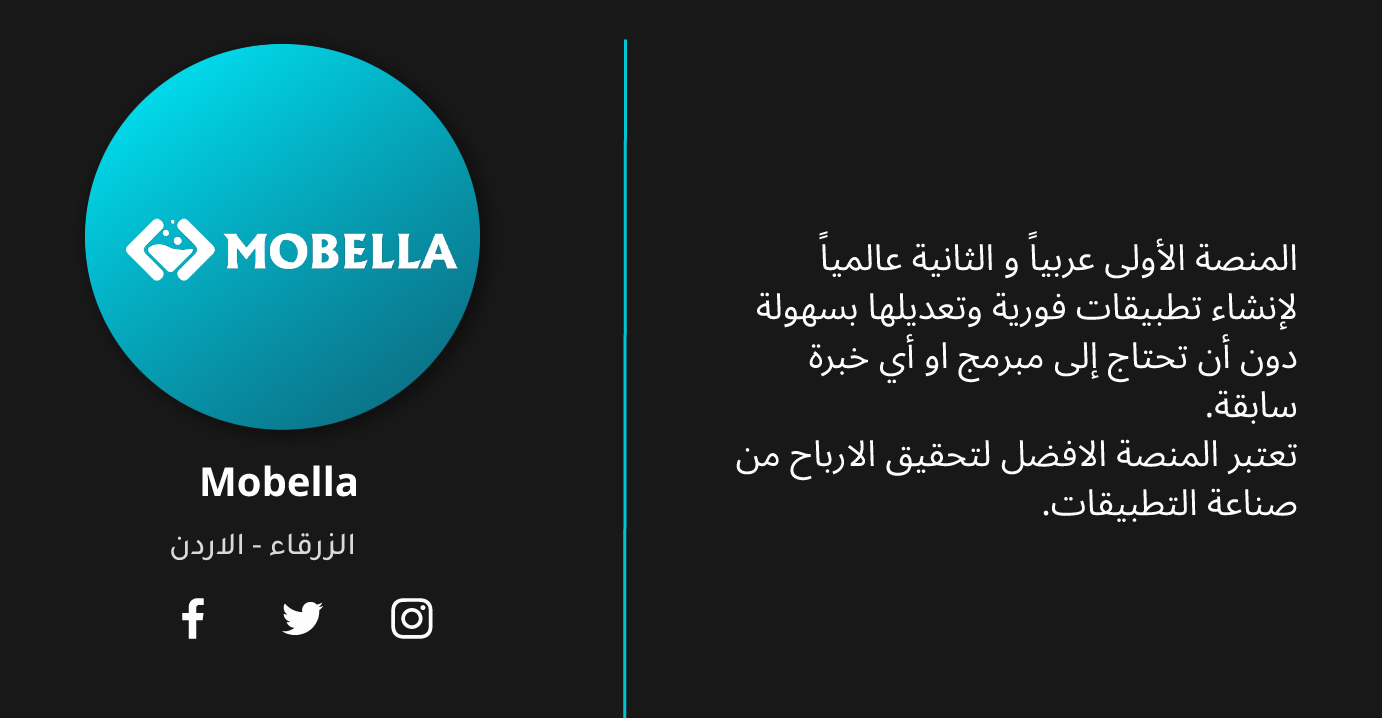 MOBELLA
Mobella
الزرقاء - الاردن
المنصة الأولى عربياً و الثانية عالمياً
لإنشاء تطبيقات فورية وتعديلها بسهولة
دون أن تحتاج إلى مبرمج او أي خبرة
سابقة.
تعتبر المنصة الافضل لتحقيق الارباح من
صناعة التطبيقات.